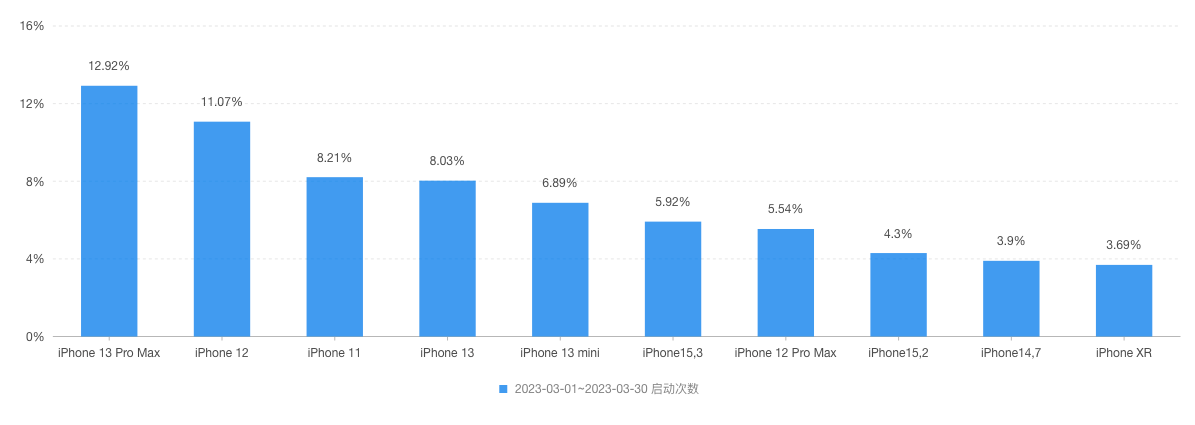 16%
12%
8%
4%
0%
12.92%
11.07%
8.21%
8.03%
6.89%
5.92%
5.54%
4.3%
3.9%
3.69%
iPhone 13 Pro Max
iPhone 12
iPhone 11
iPhone 13
iPhone 13 mini
iPhone15,3
iPhone 12 Pro Max
iPhone15,2
iPhone14,7
iPhone XR
2023-03-01~2023-03-30 启动次数